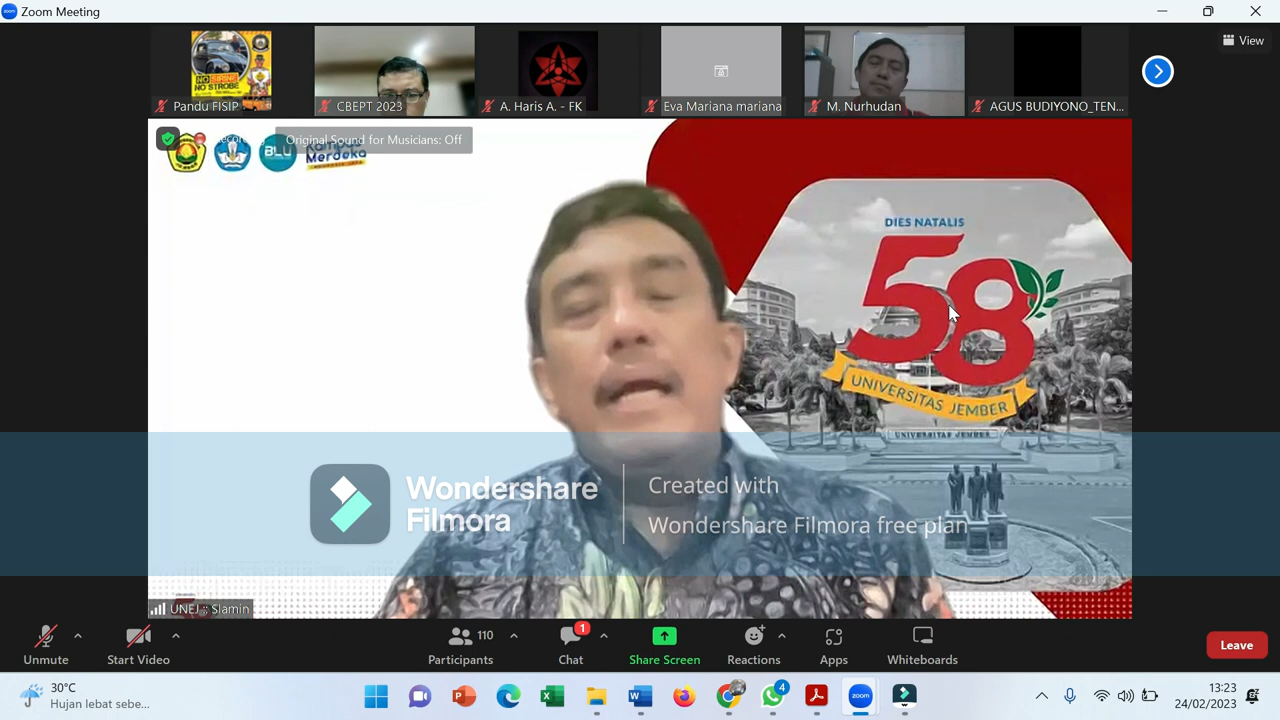 Zoom Meeting
View
NO SIRINE
NO STROBE
Pandu FISIP
CBEPT 2023
A. Haris A. - FK
Eva Mariana mariana
M. Nurhudan
AGUS BUDIYONO_TEN...
Original Sound for Musicians: Off
BLU
Merdeka
DIES NATALIS
58
UNIVERSITAS JEMBER
UNIVERSITAS JEMBER
Wondershare
Filmora
Created with
Wondershare Filmora free plan
UNEJ :: Slamin
Unmute
Start Video
110
Participants
1
Chat
Share Screen
Reactions
Apps
Whiteboards
Leave
30°C
Hujan lebat sebe...
4
13:23
24/02/2023